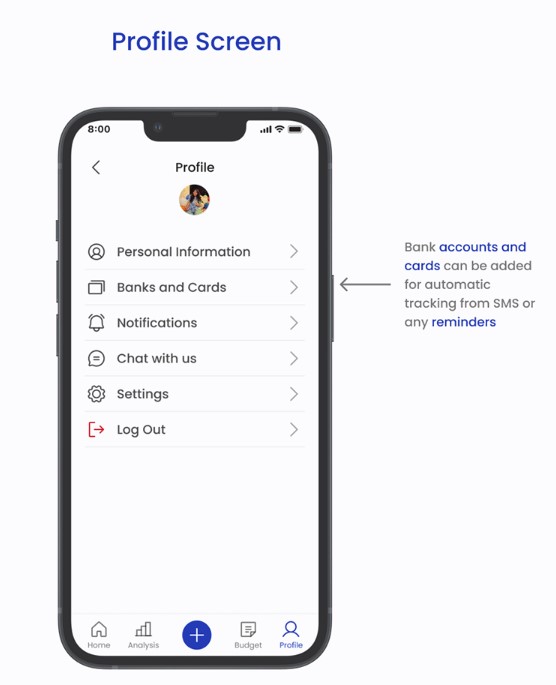 Profile Screen
8:00
Profile
Personal Information
Banks and Cards
Notifications
Chat with us
Settings
Log Out
Home
Analysis
Budget
Profile
Bank accounts and
cards can be added
for automatic
tracking from SMS or
any reminders